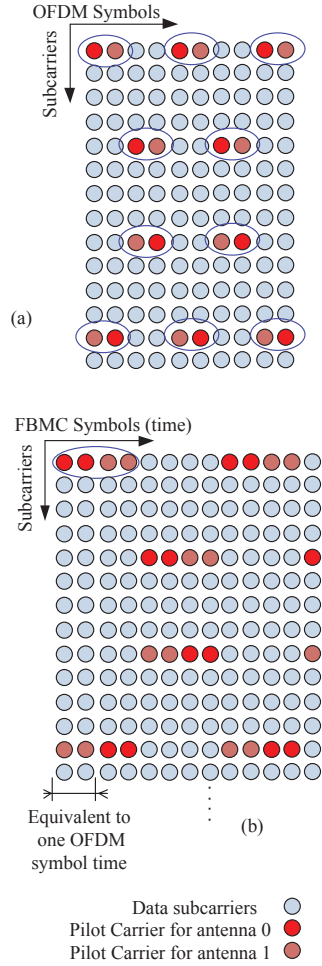 OFDM Symbols
Subcarriers
(a)
FBMC Symbols (time)
Subcarriers
Equivalent to
one OFDM
symbol time
(b)
Data subcarriers
Pilot Carrier for antenna 0
Pilot Carrier for antenna 1